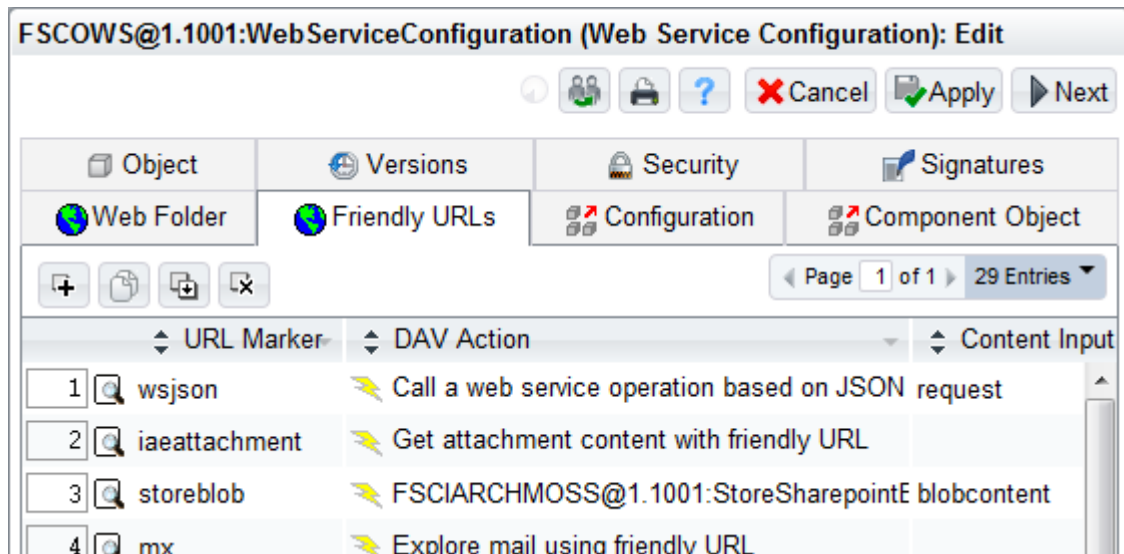 FSCOWS@1.1001:WebServiceConfiguration (Web Service Configuration): Edit
? Cancel Apply Next
Object Versions Security Signatures
Web Folder Friendly URLs Configuration Component Object
Page 1 of 1 29 Entries
URL Marker DAV Action Content Input
1 wsjson Call a web service operation based on JSON request
2 iaeattachment Get attachment content with friendly URL
3 storeblob FSCIARCHMOSS@1.1001:StoreSharepointE blobcontent
4 mx Explore mail using friendly URL